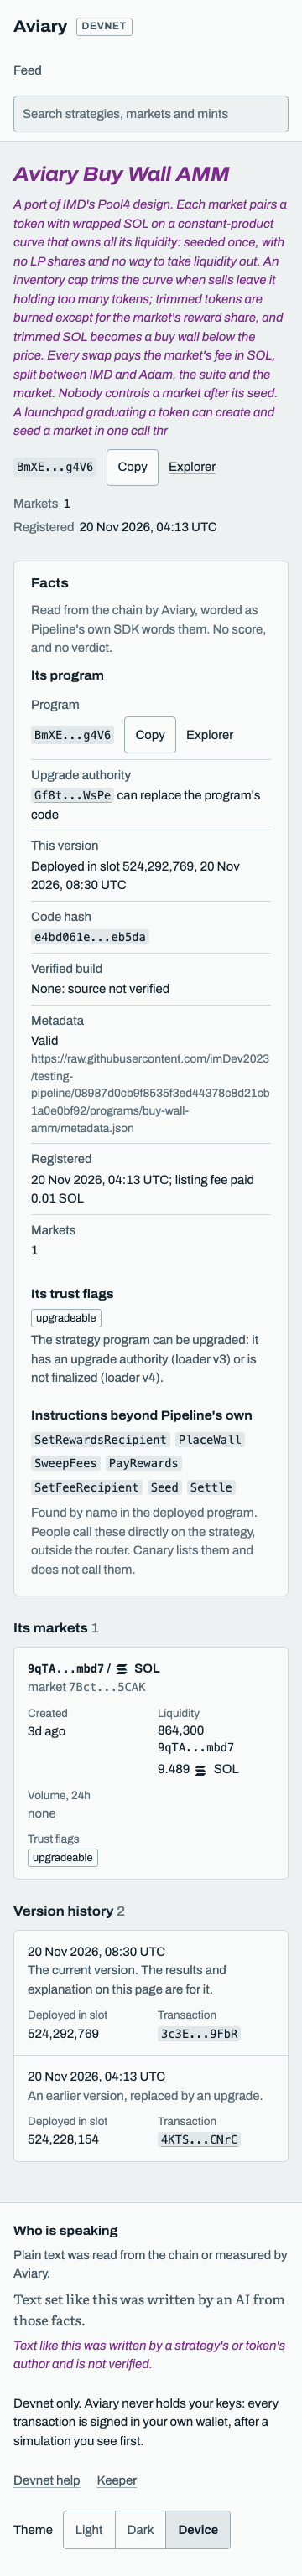 Aviary DEVNET
Feed
Search strategies, markets and mints
Aviary Buy Wall AMM
A port of IMD's Pool4 design. Each market pairs a
token with wrapped SOL on a constant-product
curve that owns all its liquidity: seeded once, with
no LP shares and no way to take liquidity out. An
inventory cap trims the curve when sells leave it
holding too many tokens; trimmed tokens are
burned except for the market's reward share, and
trimmed SOL becomes a buy wall below the
price. Every swap pays the market's fee in SOL,
split between IMD and Adam, the suite and the
market. Nobody controls a market after its seed.
A launchpad graduating a token can create and
seed a market in one call thr
BmXE...g4V6 Copy Explorer
Markets 1
Registered 20 Nov 2026, 04:13 UTC
Facts
Read from the chain by Aviary, worded as
Pipeline's own SDK words them. No score,
and no verdict.
Its program
Program
BmXE...g4V6 Copy Explorer
Upgrade authority
Gf8t...WsPe can replace the program's
code
This version
Deployed in slot 524,292,769, 20 Nov
2026, 08:30 UTC
Code hash
e4bd061e...eb5da
Verified build
None: source not verified
Metadata
Valid
https://raw.githubusercontent.com/imDev2023
/testing-
pipeline/08987d0cb9f8535f3ed44378c8d21cb
1a0e0bf92/programs/buy-wall-
amm/metadata.json
Registered
20 Nov 2026, 04:13 UTC; listing fee paid
0.01 SOL
Markets
1
Its trust flags
upgradeable
The strategy program can be upgraded: it
has an upgrade authority (loader v3) or is
not finalized (loader v4).
Instructions beyond Pipeline's own
SetRewardsRecipient PlaceWall
SweepFees PayRewards
SetFeeRecipient Seed Settle
Found by name in the deployed program.
People call these directly on the strategy,
outside the router. Canary lists them and
does not call them.
Its markets 1
9qTA...mbd7 / SOL
market 7Bct...5CAK
Created Liquidity
3d ago 864,300
9qTA...mbd7
9.489 SOL
Volume, 24h
none
Trust flags
upgradeable
Version history 2
20 Nov 2026, 08:30 UTC
The current version. The results and
explanation on this page are for it.
Deployed in slot Transaction
524,292,769 3c3E...9FbR
20 Nov 2026, 04:13 UTC
An earlier version, replaced by an upgrade.
Deployed in slot Transaction
524,228,154 4KTS...CNrC
Who is speaking
Plain text was read from the chain or measured by
Aviary.
Text set like this was written by an AI from
those facts.
Text like this was written by a strategy's or token's
author and is not verified.
Devnet only. Aviary never holds your keys: every
transaction is signed in your own wallet, after a
simulation you see first.
Devnet help Keeper
Theme Light Dark Device